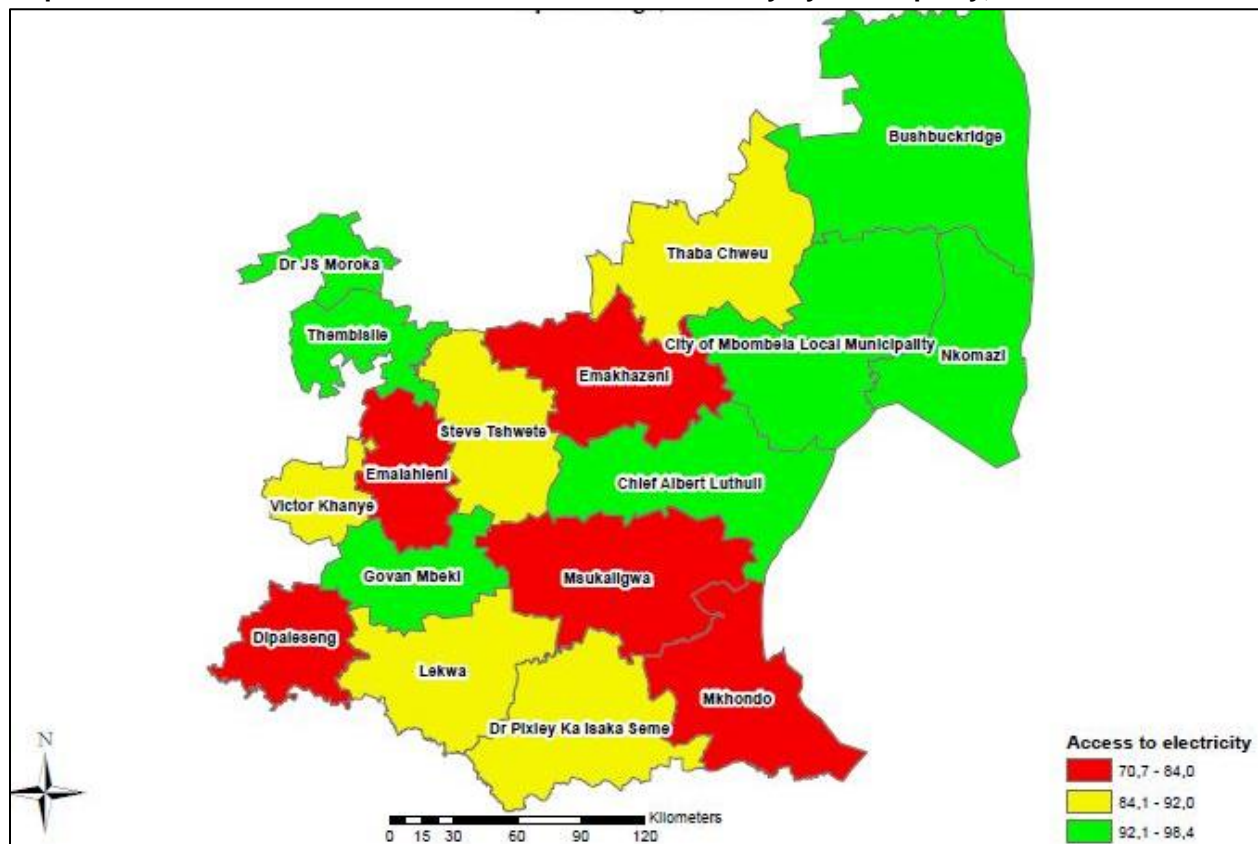 Bushbuckridge
Thaba Chweu
Dr JS Moroka
Thembisile
City of Mbombela Local Municipality
Nkomazi
Emakhazeni
Steve Tshwete
Emalahleni
Chief Albert Luthuli
Victor Khanye
Govan Mbeki
Msukaligwa
Dipaleseng
Lekwa
Mkhondo
Dr Pixley Ka Isaka Seme
N
Access to electricity
70,7 - 84,0
84,1 - 92,0
92,1 - 98,4
Kilometers
0 15 30 60 90 120